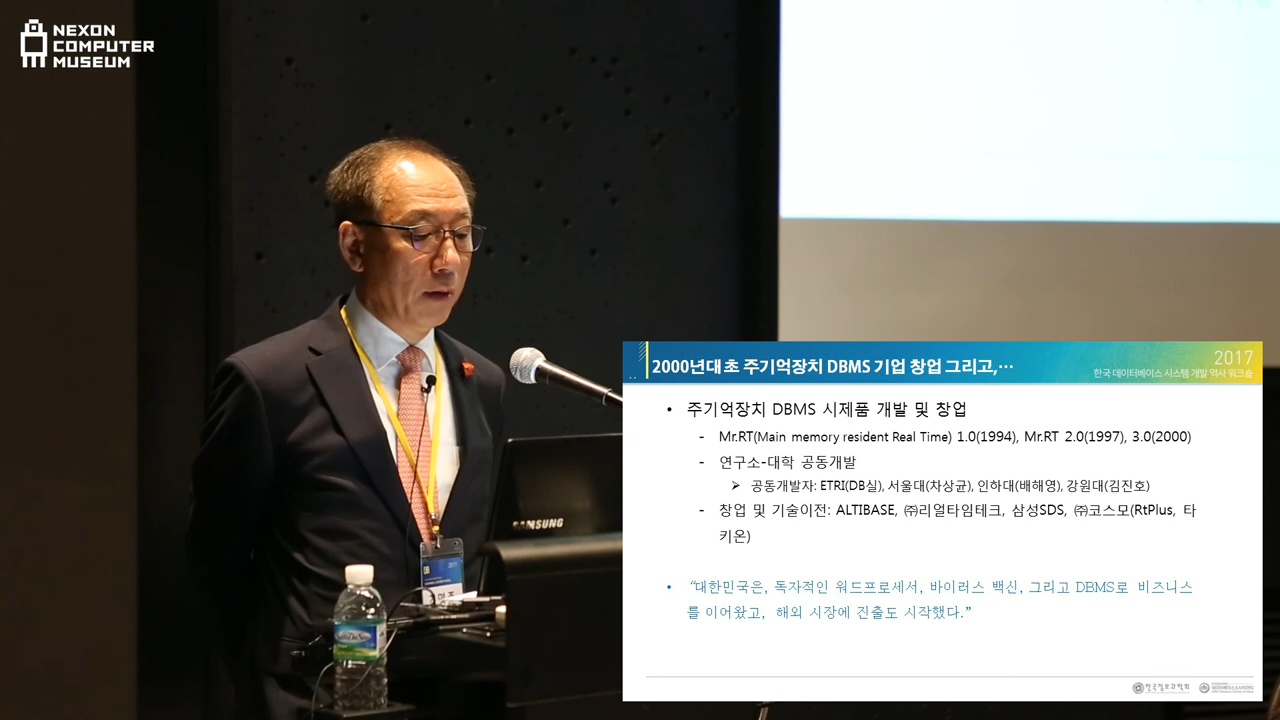 NEXON
COMPUTER
MUSEUM
2000년대 초 주기억장치 DBMS 기업 창업 그리고,…
2017
한국 데이터베이스 시스템 개발 역사 워크숍
• 주기억장치 DBMS 시제품 개발 및 창업
- Mr.RT(Main memory resident Real Time) 1.0(1994), Mr.RT 2.0(1997), 3.0(2000)
- 연구소-대학 공동개발
➢ 공동개발자: ETRI(DB실), 서울대(차상균), 인하대(배해영), 강원대(김진호)
- 창업 및 기술이전: ALTIBASE, ㈜리얼타임테크, 삼성SDS, ㈜코스모(RtPlus, 타
키온)
• “대한민국은, 독자적인 워드프로세서, 바이러스 백신, 그리고 DBMS로 비즈니스
를 이어왔고, 해외 시장에 진출도 시작했다.”
한국정보과학회
SAMSUNG